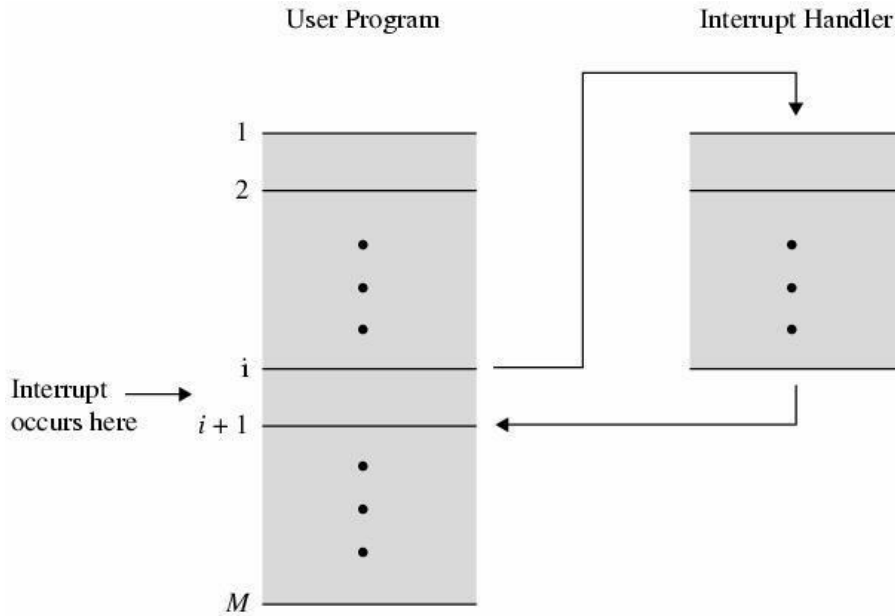 User Program
Interrupt Handler
1
2
i
Interrupt
occurs here
i + 1
M